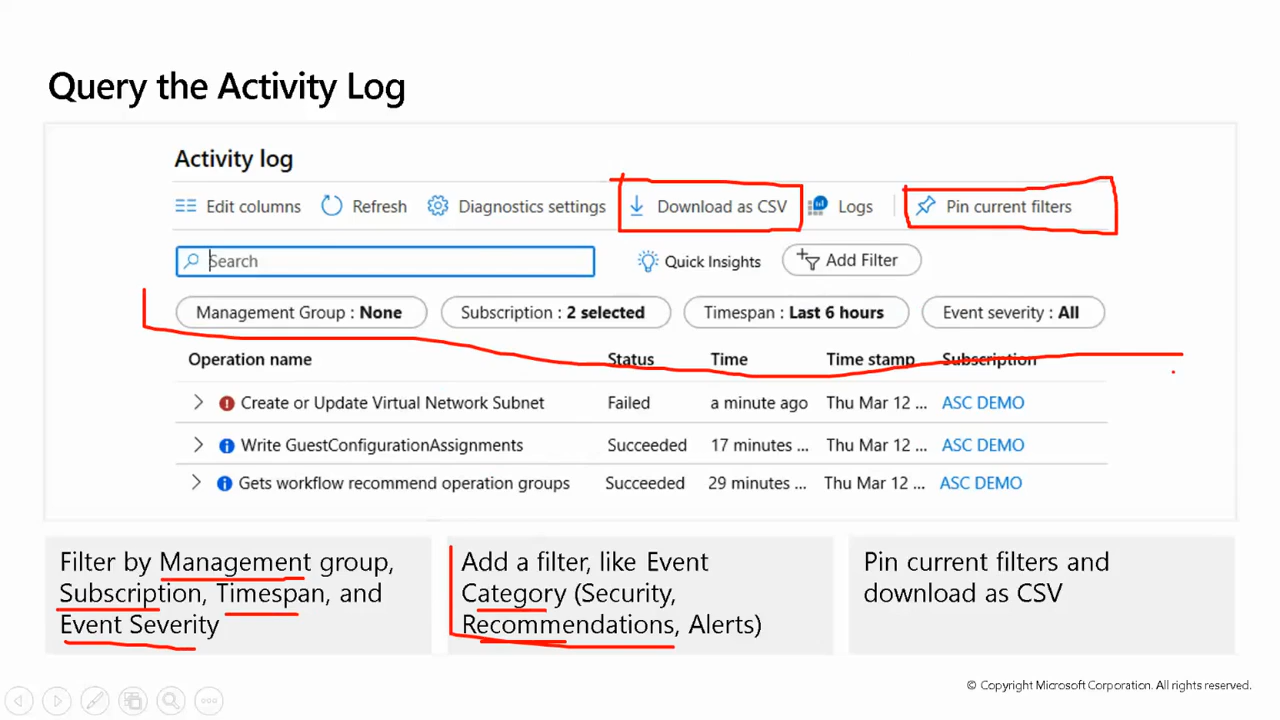 Query the Activity Log
Activity log
Edit columns Refresh Diagnostics settings Download as CSV Logs Pin current filters
Search Quick Insights Add Filter
Management Group : None Subscription : 2 selected Timespan : Last 6 hours Event severity : All
Operation name Status Time Time stamp Subscription
Create or Update Virtual Network Subnet Failed a minute ago Thu Mar 12 ... ASC DEMO
Write GuestConfigurationAssignments Succeeded 17 minutes ... Thu Mar 12 ... ASC DEMO
Gets workflow recommend operation groups Succeeded 29 minutes ... Thu Mar 12 ... ASC DEMO
Filter by Management group,
Subscription, Timespan, and
Event Severity
Add a filter, like Event
Category (Security,
Recommendations, Alerts)
Pin current filters and
download as CSV
© Copyright Microsoft Corporation. All rights reserved.